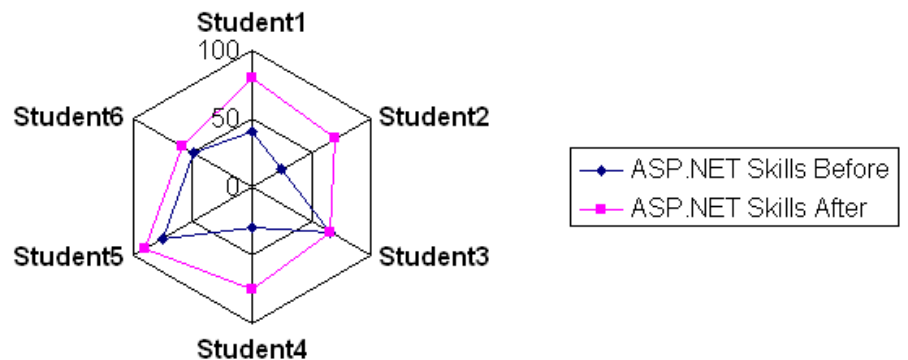 Student1
100
Student6
50
Student2
0
ASP.NET Skills Before
ASP.NET Skills After
Student5
Student3
Student4